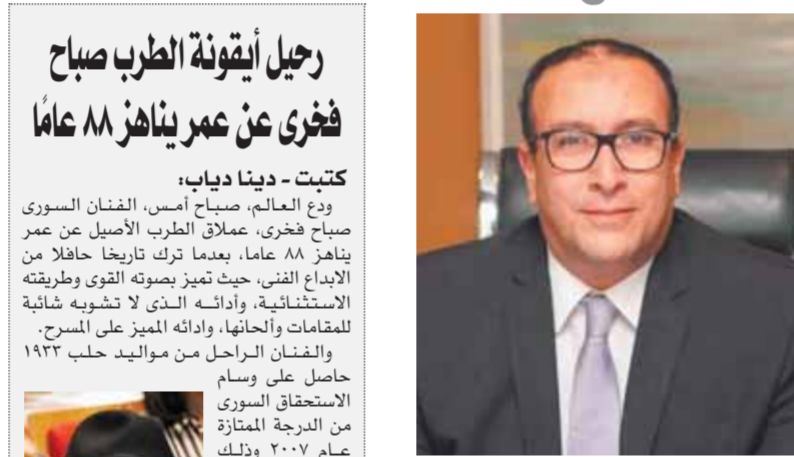 رحيل أيقونة الطرب صباح
فخرى عن عمر يناهز ٨٨ عامًا
كتبت - دينا دياب:
ودع العالم، صباح أمس، الفنان السورى
صباح فخرى، عملاق الطرب الأصيل عن عمر
يناهز ٨٨ عاما، بعدما ترك تاريخا حافلا من
الابداع الفنى، حيث تميز بصوته القوى وطريقته
الاستثنائية، وأدائه الذى لا تشوبه شائبة
للمقامات وألحانها، وادائه المميز على المسرح.
والفنان الراحل من مواليد حلب ١٩٣٣
حاصل على وسام
الاستحقاق السورى
من الدرجة الممتازة
عام ٢٠٠٧ وذلك